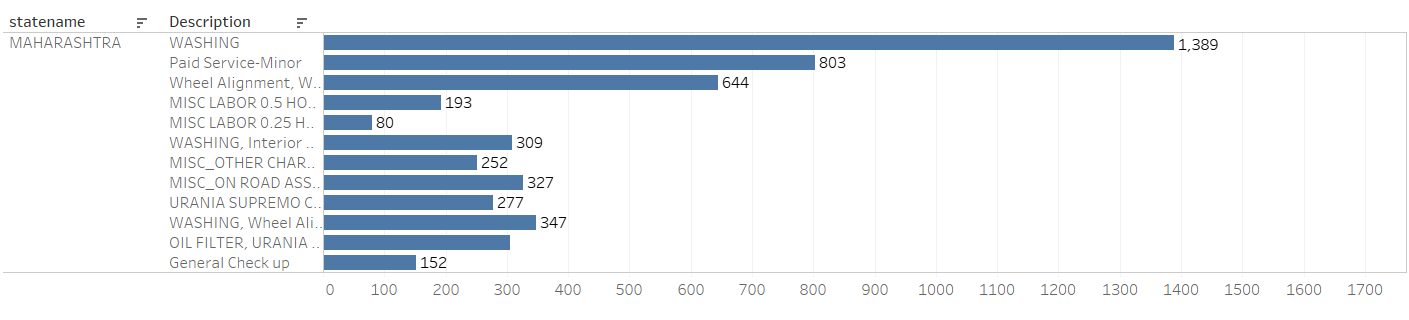 statename Description
MAHARASHTRA WASHING 1,389
Paid Service-Minor 803
Wheel Alignment, W.. 644
MISC LABOR 0.5 HO.. 193
MISC LABOR 0.25 H.. 80
WASHING, Interior .. 309
MISC_OTHER CHAR.. 252
MISC_ON ROAD ASS.. 327
URANIA SUPREMO C.. 277
WASHING, Wheel Ali.. 347
OIL FILTER, URANIA ..
General Check up 152
0 100 200 300 400 500 600 700 800 900 1000 1100 1200 1300 1400 1500 1600 1700